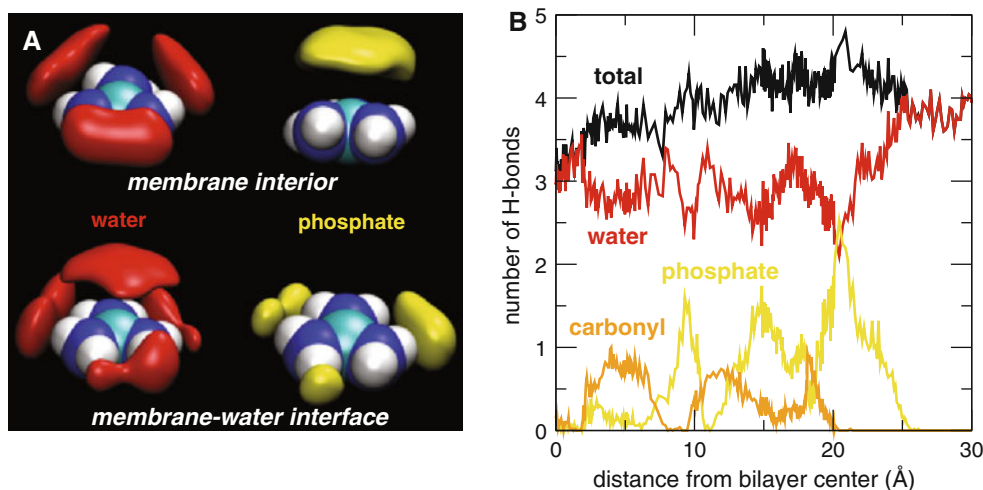 A
membrane interior
water
phosphate
membrane-water interface
B
total
water
phosphate
carbonyl
number of H-bonds
5
4
3
2
1
0
0
10
20
30
distance from bilayer center (Å)